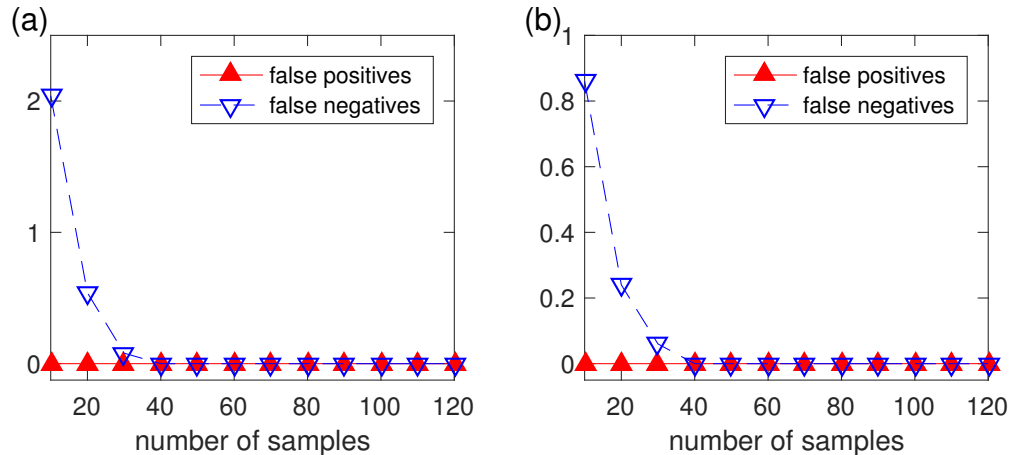 (a)
false positives
false negatives
2
1
0
20 40 60 80 100 120
number of samples
(b)
false positives
false negatives
1
0.8
0.6
0.4
0.2
0
20 40 60 80 100 120
number of samples